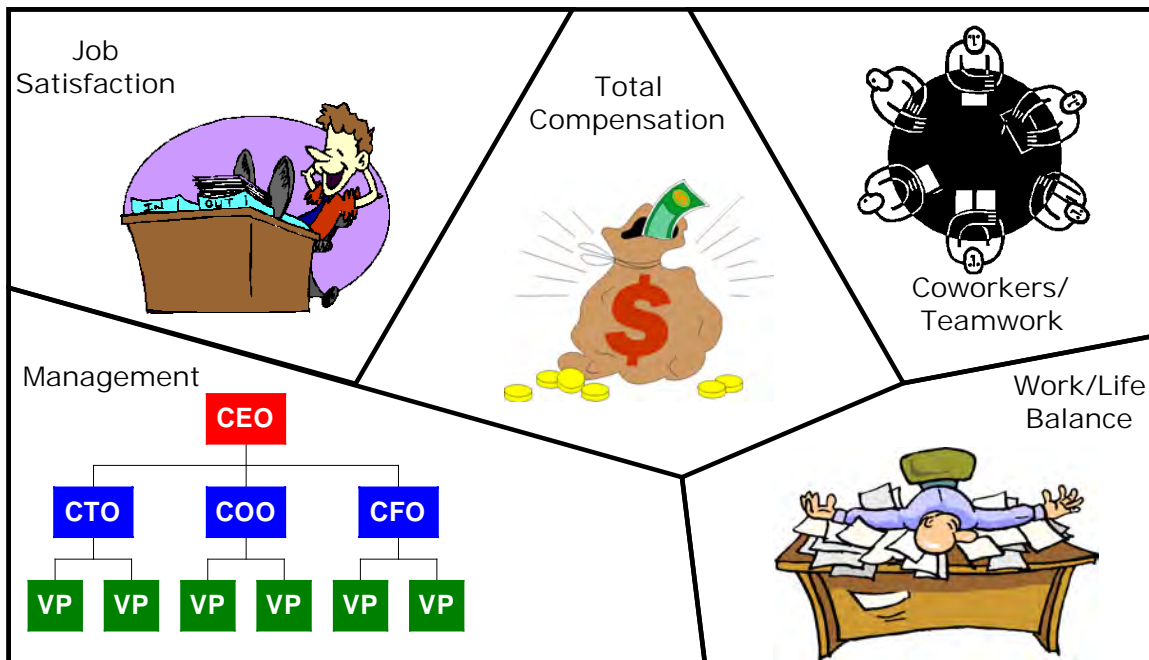 Job
Satisfaction
IN
OUT
Total
Compensation
$
$
Coworkers/
Teamwork
Management
CEO
CTO COO CFO
VP VP VP VP VP VP
Work/Life
Balance